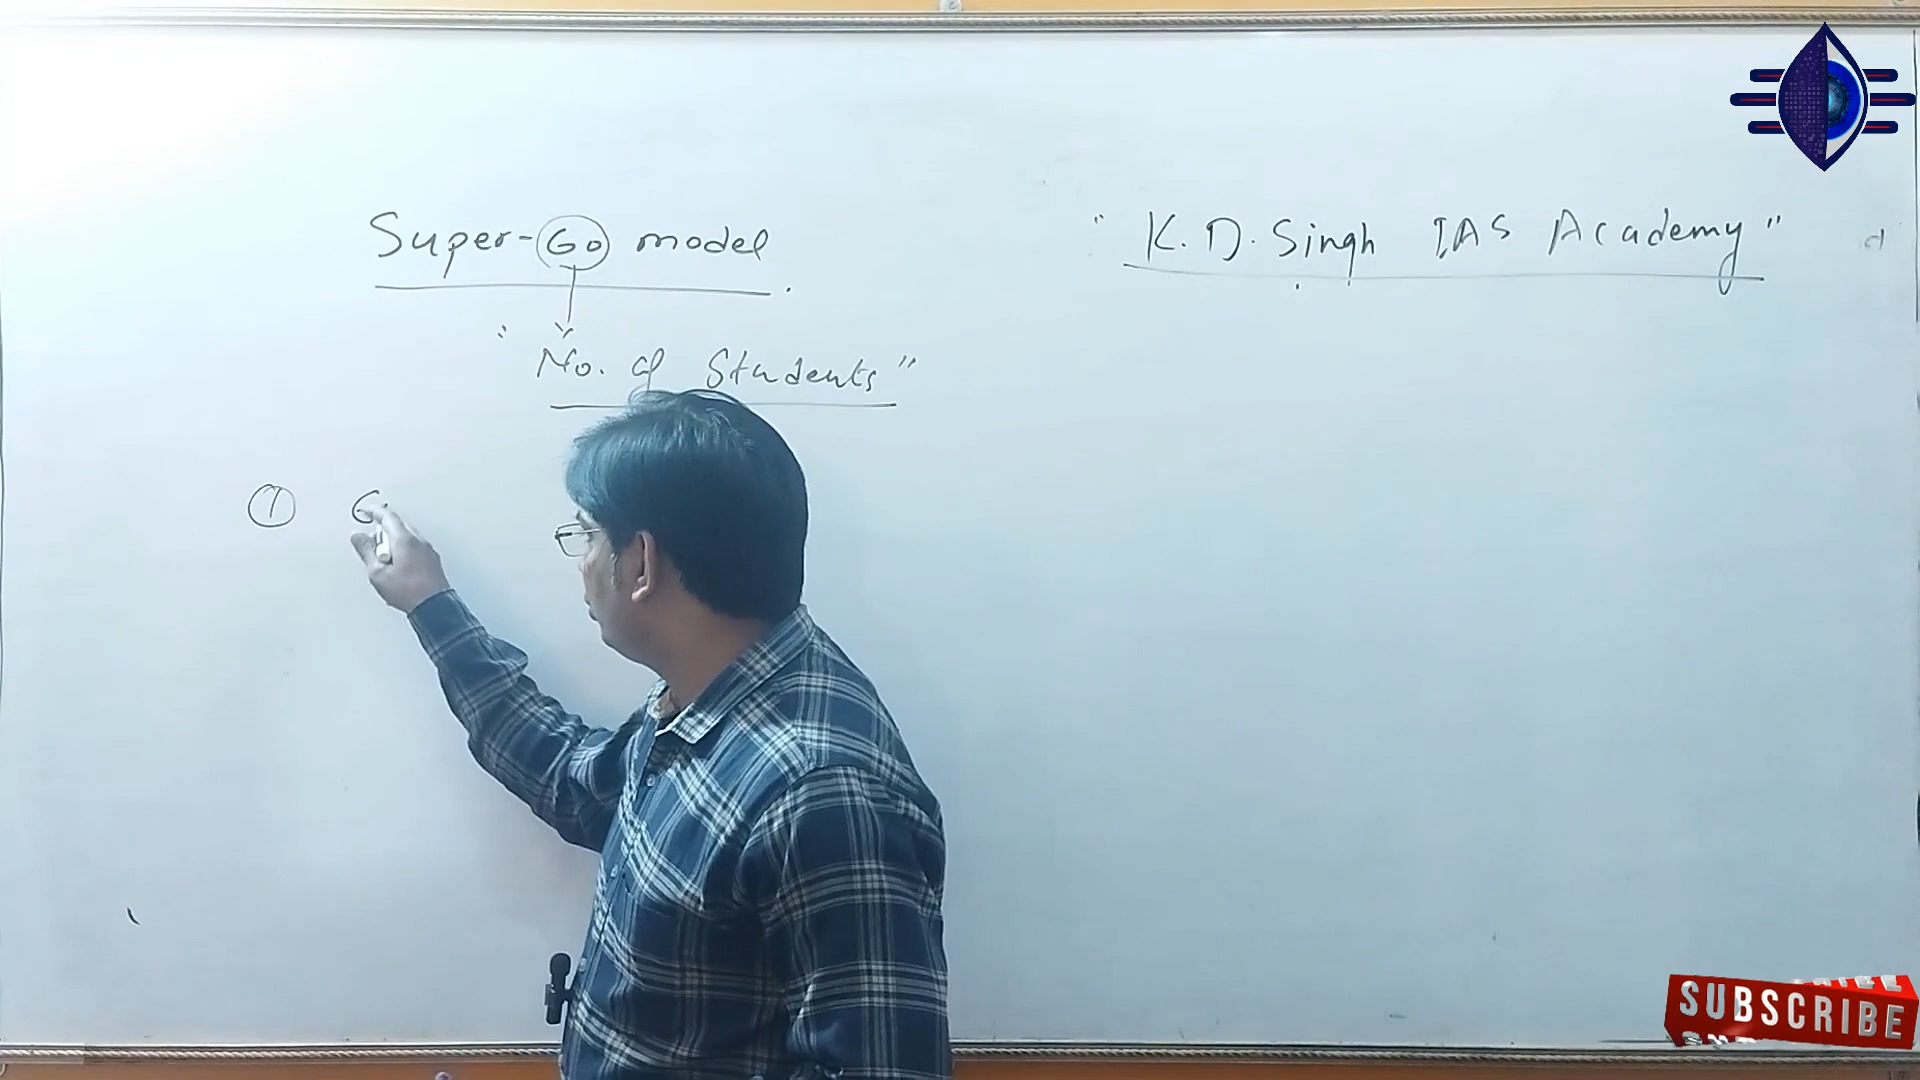 Super-60 model
"K.D. Singh IAS Academy"
"No. of Students"
① G
SUBSCRIBE